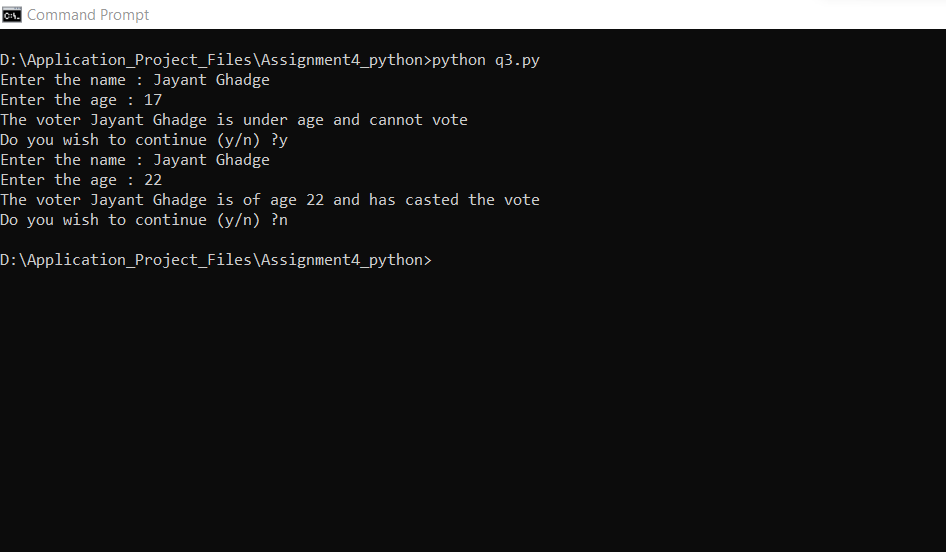 Command Prompt
D:\Application_Project_Files\Assignment4_python>python q3.py
Enter the name : Jayant Ghadge
Enter the age : 17
The voter Jayant Ghadge is under age and cannot vote
Do you wish to continue (y/n) ?y
Enter the name : Jayant Ghadge
Enter the age : 22
The voter Jayant Ghadge is of age 22 and has casted the vote
Do you wish to continue (y/n) ?n
D:\Application_Project_Files\Assignment4_python>